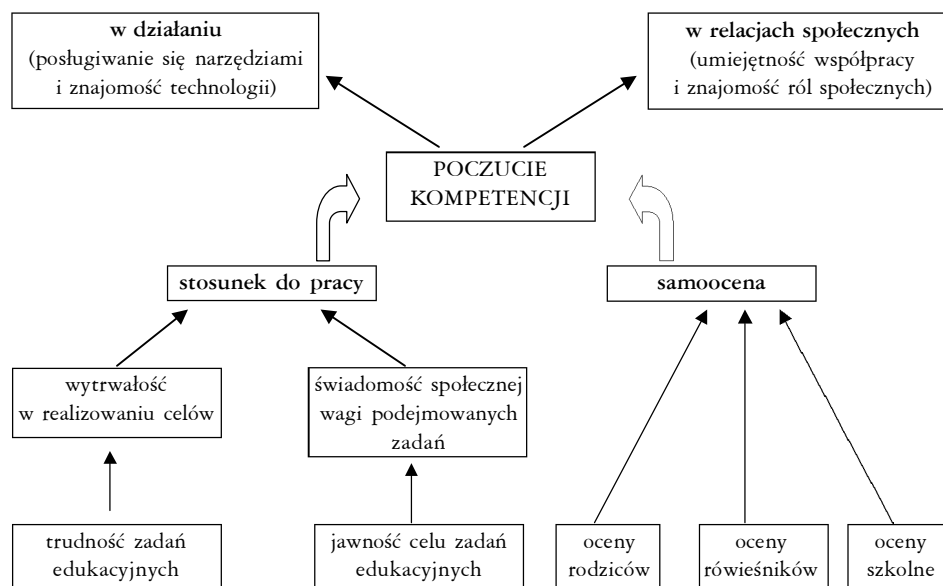 w działaniu
(posługiwanie się narzędziami
i znajomość technologii)
w relacjach społecznych
(umiejętność współpracy
i znajomość ról społecznych)
POCZUCIE
KOMPETENCJI
stosunek do pracy
samoocena
wytrwałość
w realizowaniu celów
świadomość społecznej
wagi podejmowanych
zadań
trudność zadań
edukacyjnych
jawność celu zadań
edukacyjnych
oceny
rodziców
oceny
rówieśników
oceny
szkolne